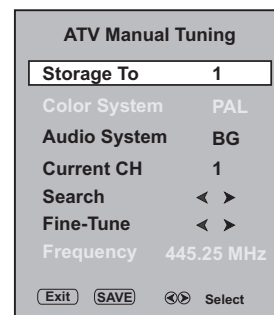 ATV Manual Tuning
Storage To 1
Color System PAL
Audio System BG
Current CH 1
Search
Fine-Tune
Frequency 445.25 MHz
Exit SAVE Select